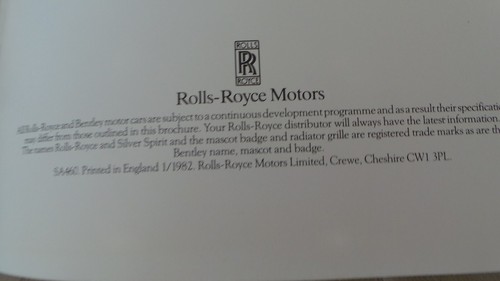 ROLLS
RR
ROYCE
Rolls-Royce Motors
All Rolls-Royce and Bentley motor cars are subject to a continuous development programme and as a result their specificati
may differ from those outlined in this brochure. Your Rolls-Royce distributor will always have the latest information.
The names Rolls-Royce and Silver Spirit and the mascot badge and radiator grille are registered trade marks as are the
Bentley name, mascot and badge.
Printed in England 1/1982. Rolls-Royce Motors Limited, Crewe, Cheshire CW1 3PL.